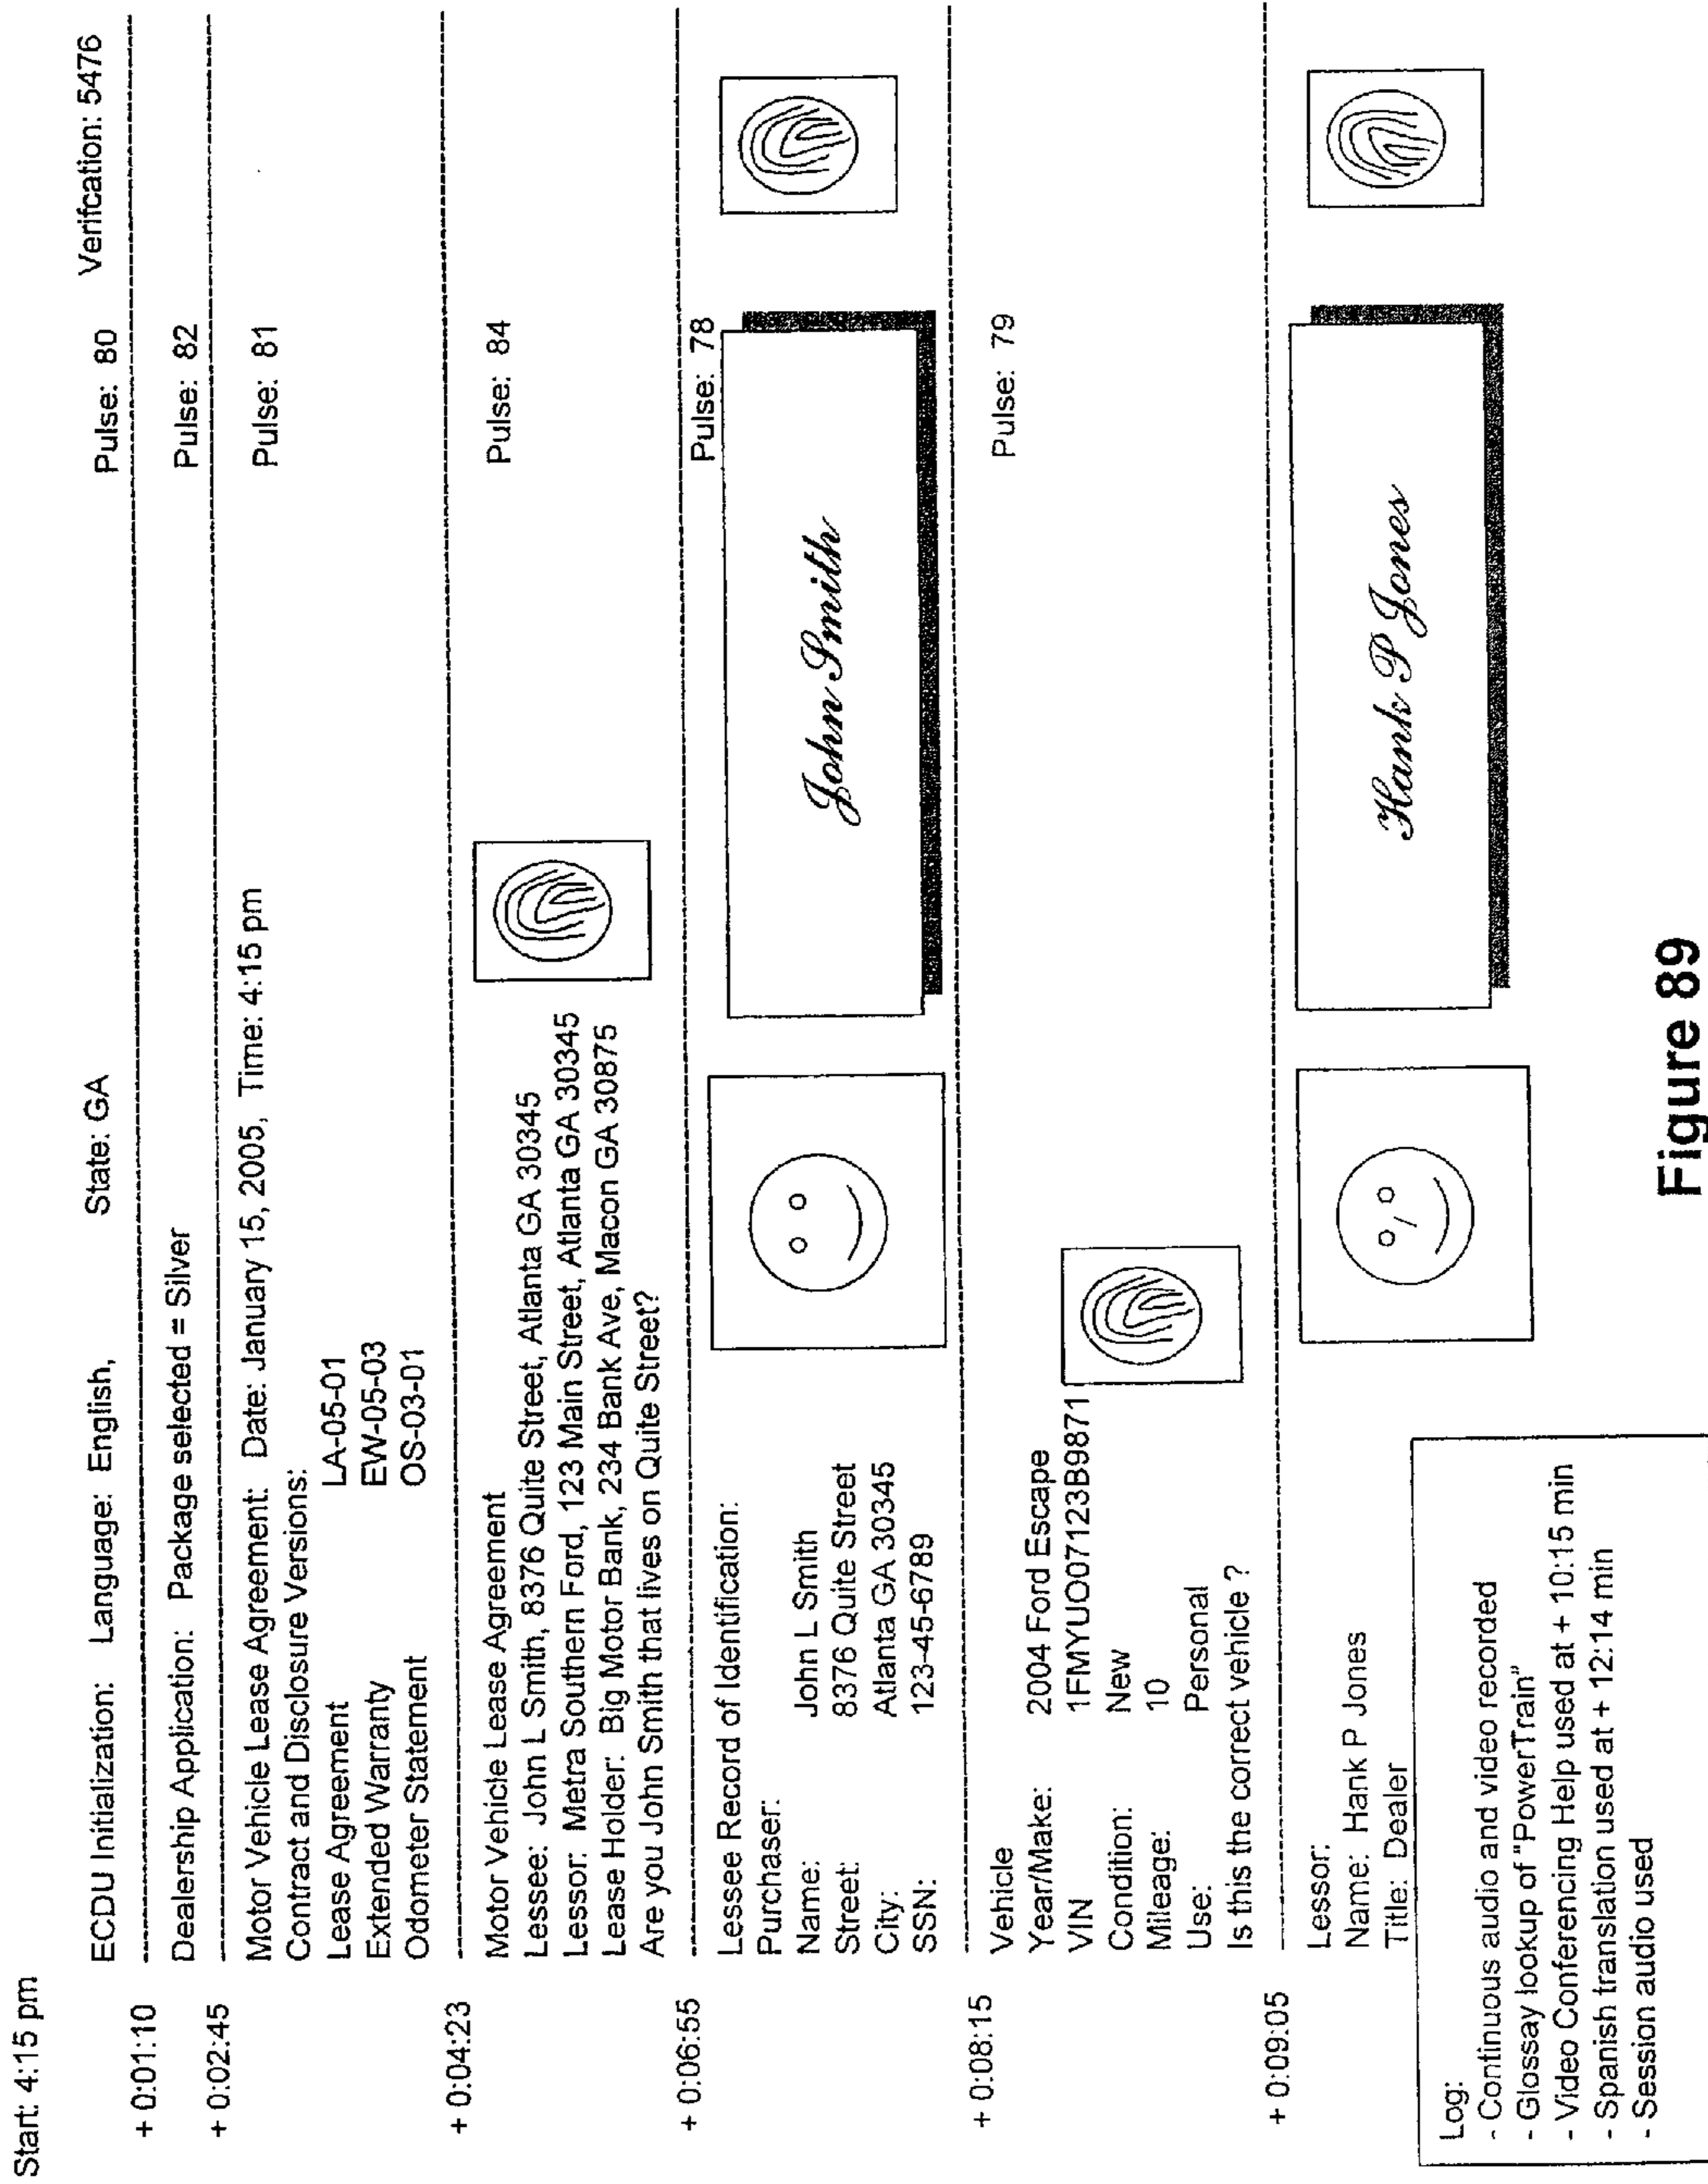 Start: 4:15 pm
ECDU Initialization: Language: English, State: GA Pulse: 80 Verifcation: 5476
+ 0:01:10
Dealership Application: Package selected = Silver Pulse: 82
+ 0:02:45
Motor Vehicle Lease Agreement: Date: January 15, 2005, Time: 4:15 pm Pulse: 81
Contract and Disclosure Versions:
Lease Agreement LA-05-01
Extended Warranty EW-05-03
Odometer Statement OS-03-01
+ 0:04:23
Motor Vehicle Lease Agreement Pulse: 84
Lessee: John L Smith, 8376 Quite Street, Atlanta GA 30345
Lessor: Metra Southern Ford, 123 Main Street, Atlanta GA 30345
Lease Holder: Big Motor Bank, 234 Bank Ave, Macon GA 30875
Are you John Smith that lives on Quite Street?
+ 0:06:55
Pulse: 78
Lessee Record of Identification:
Purchaser:
Name: John L Smith
Street: 8376 Quite Street
City: Atlanta GA 30345
SSN: 123-45-6789
John Smith
+ 0:08:15
Vehicle Pulse: 79
Year/Make: 2004 Ford Escape
VIN 1FMYUO07123B9871
Condition: New
Mileage: 10
Use: Personal
Is this the correct vehicle ?
+ 0:09:05
Lessor:
Name: Hank P Jones
Title: Dealer
Hank P Jones
Log:
- Continuous audio and video recorded
- Glossay lookup of "PowerTrain"
- Video Conferencing Help used at + 10:15 min
- Spanish translation used at + 12:14 min
- Session audio used
Figure 89